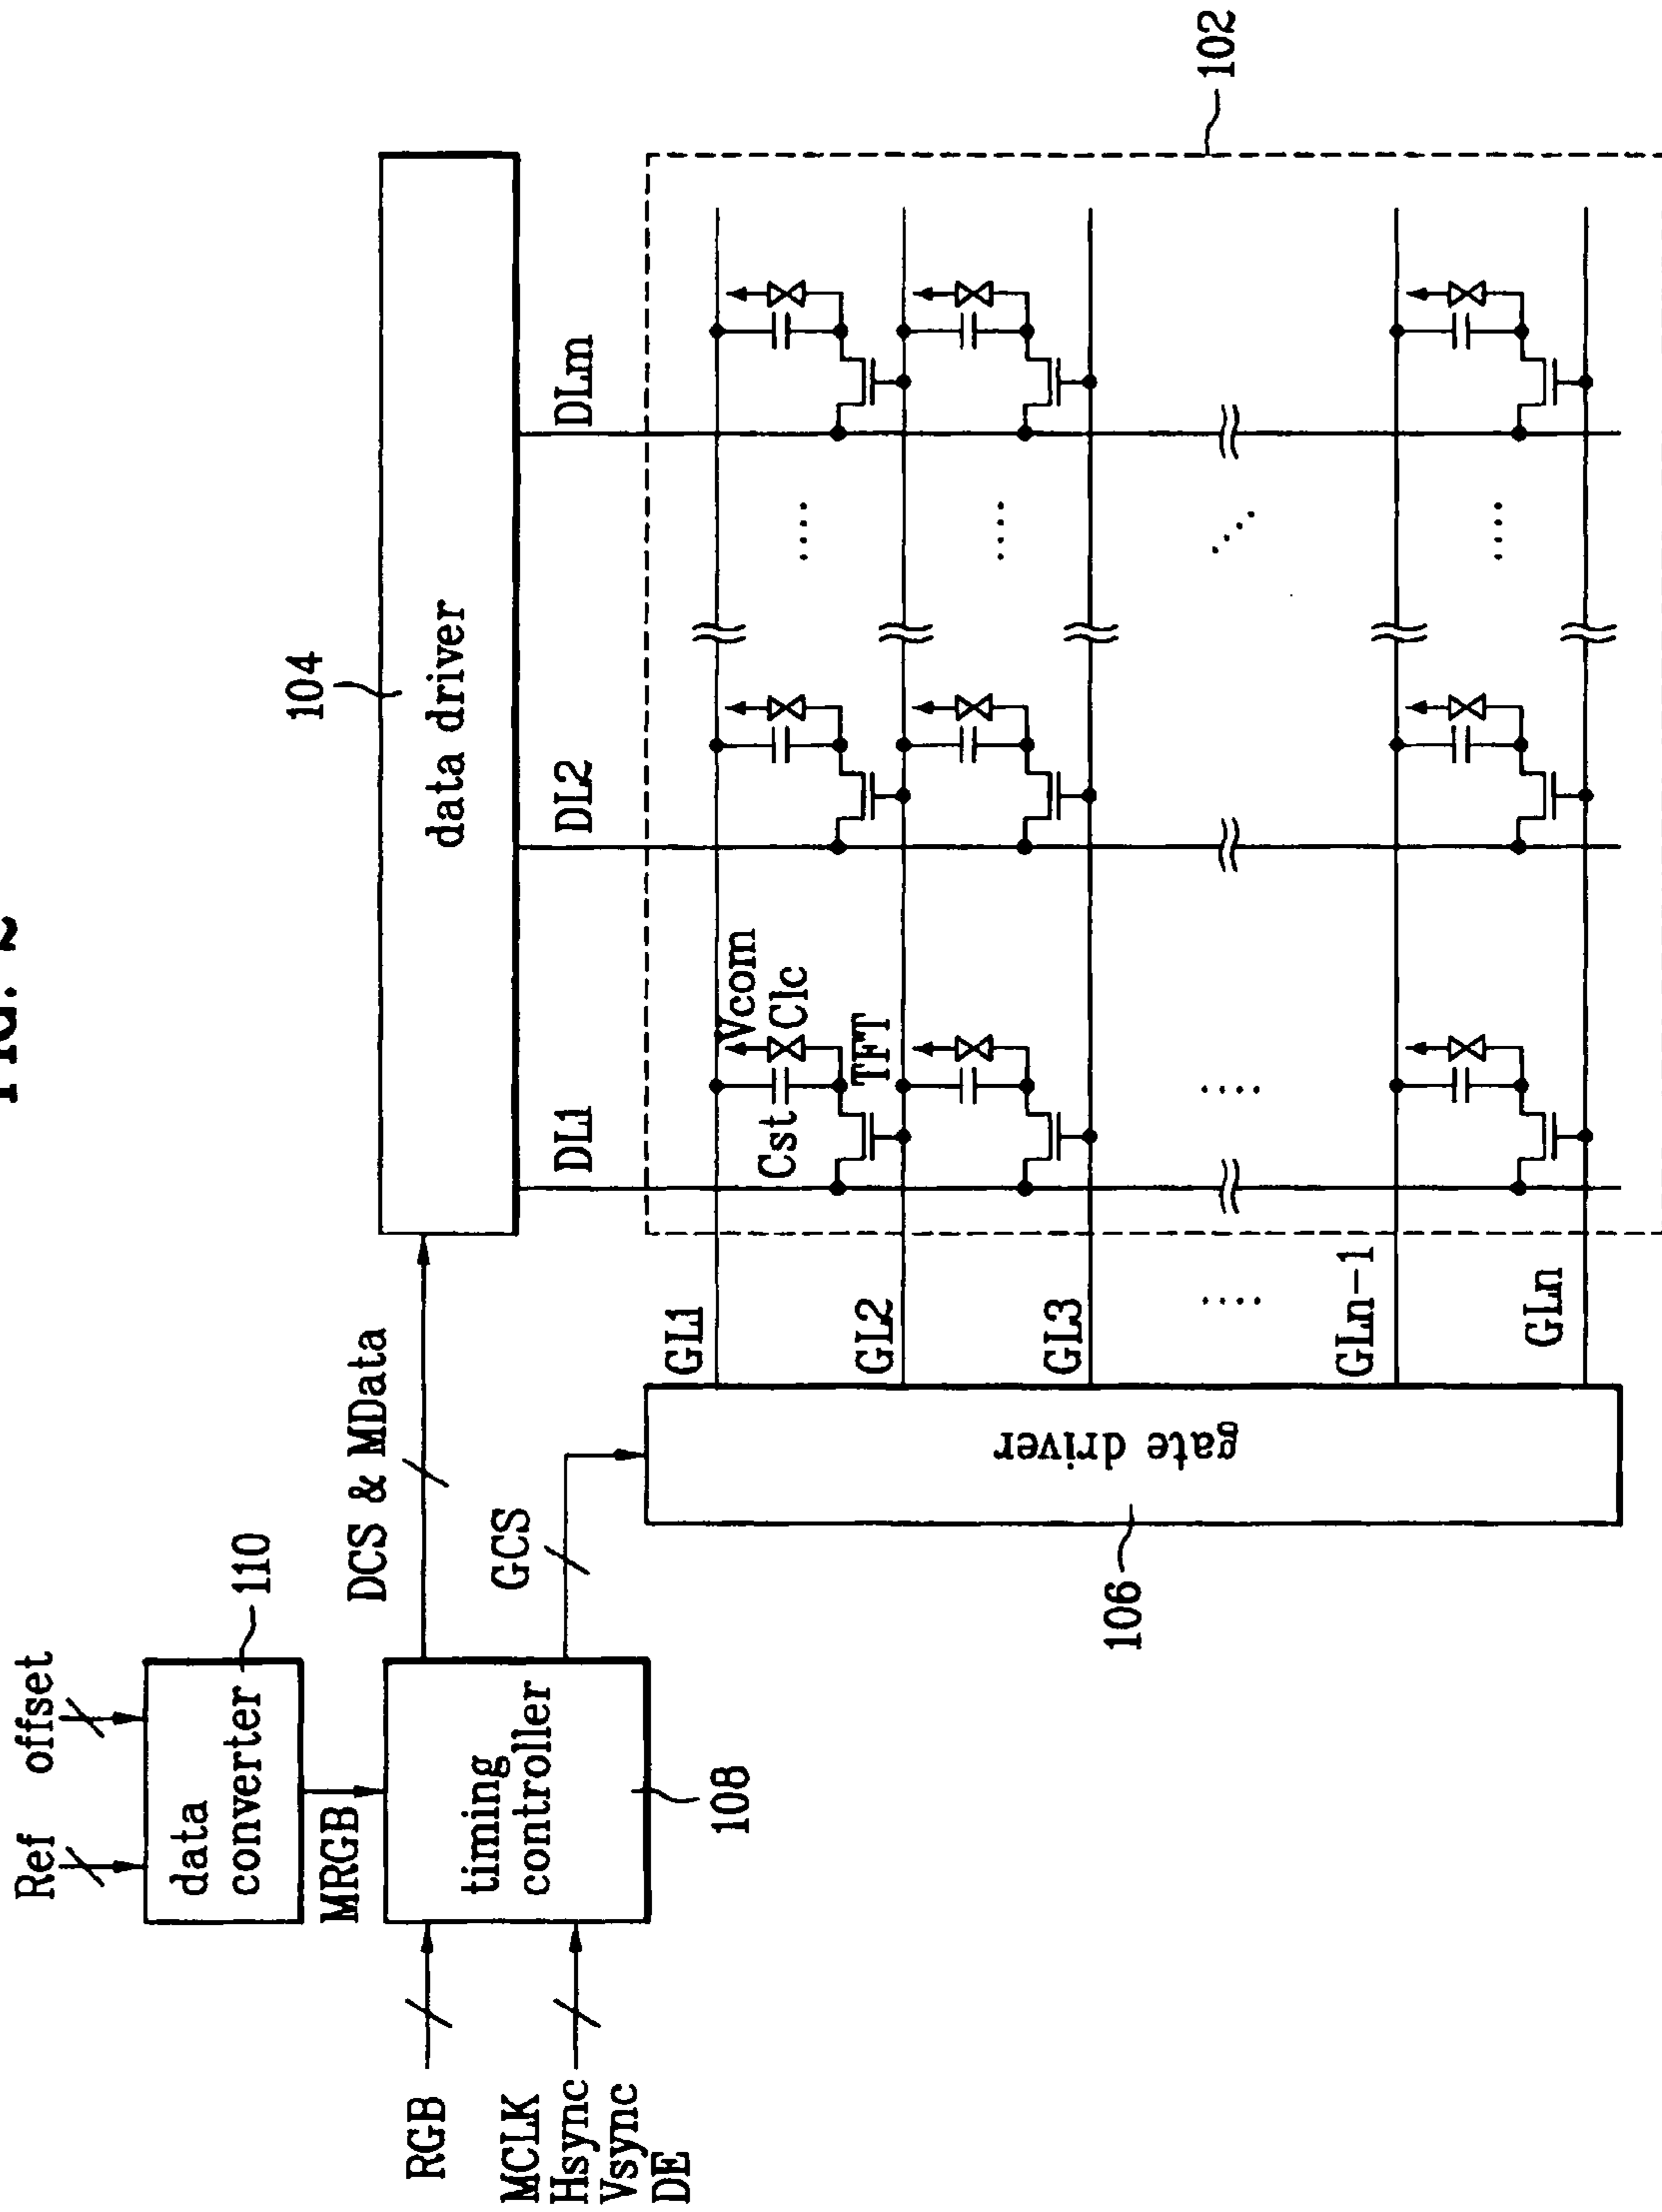 FIG. 2
Ref offset
data
converter
110
MRGB
RGB
MCLK
Hsync
Vsync
DE
timing
controller
108
DCS & MData
GCS
104
data driver
DL1
DL2
DLm
gate driver
106
GL1
GL2
GL3
GLn-1
GLn
Vcom
Cst
Clc
TFT
102